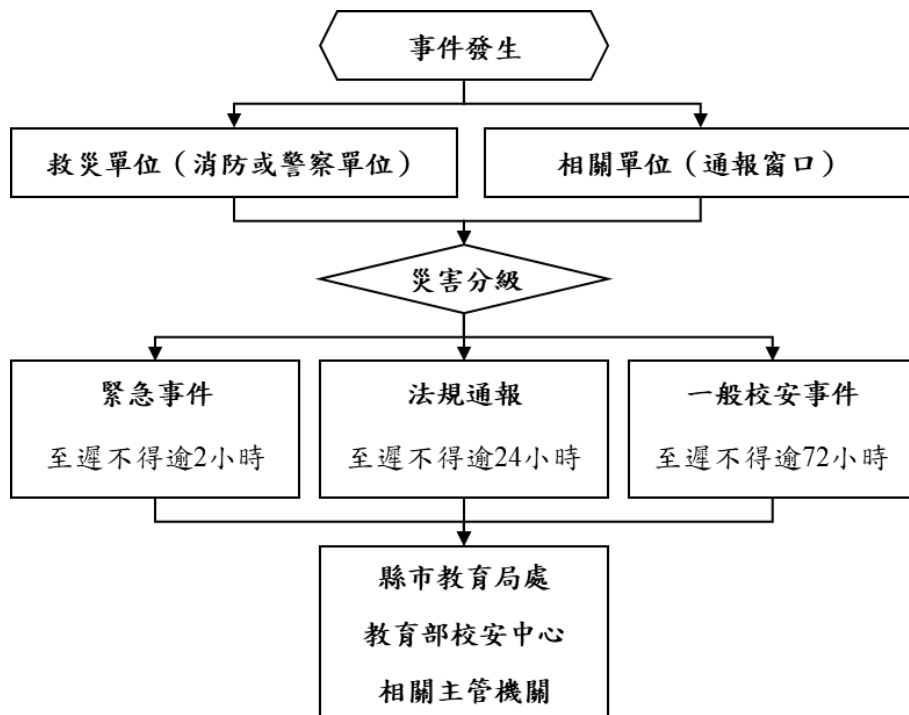 事件發生
救災單位（消防或警察單位）
相關單位（通報窗口）
災害分級
緊急事件
至遲不得逾2小時
法規通報
至遲不得逾24小時
一般校安事件
至遲不得逾72小時
縣市教育局處
教育部校安中心
相關主管機關